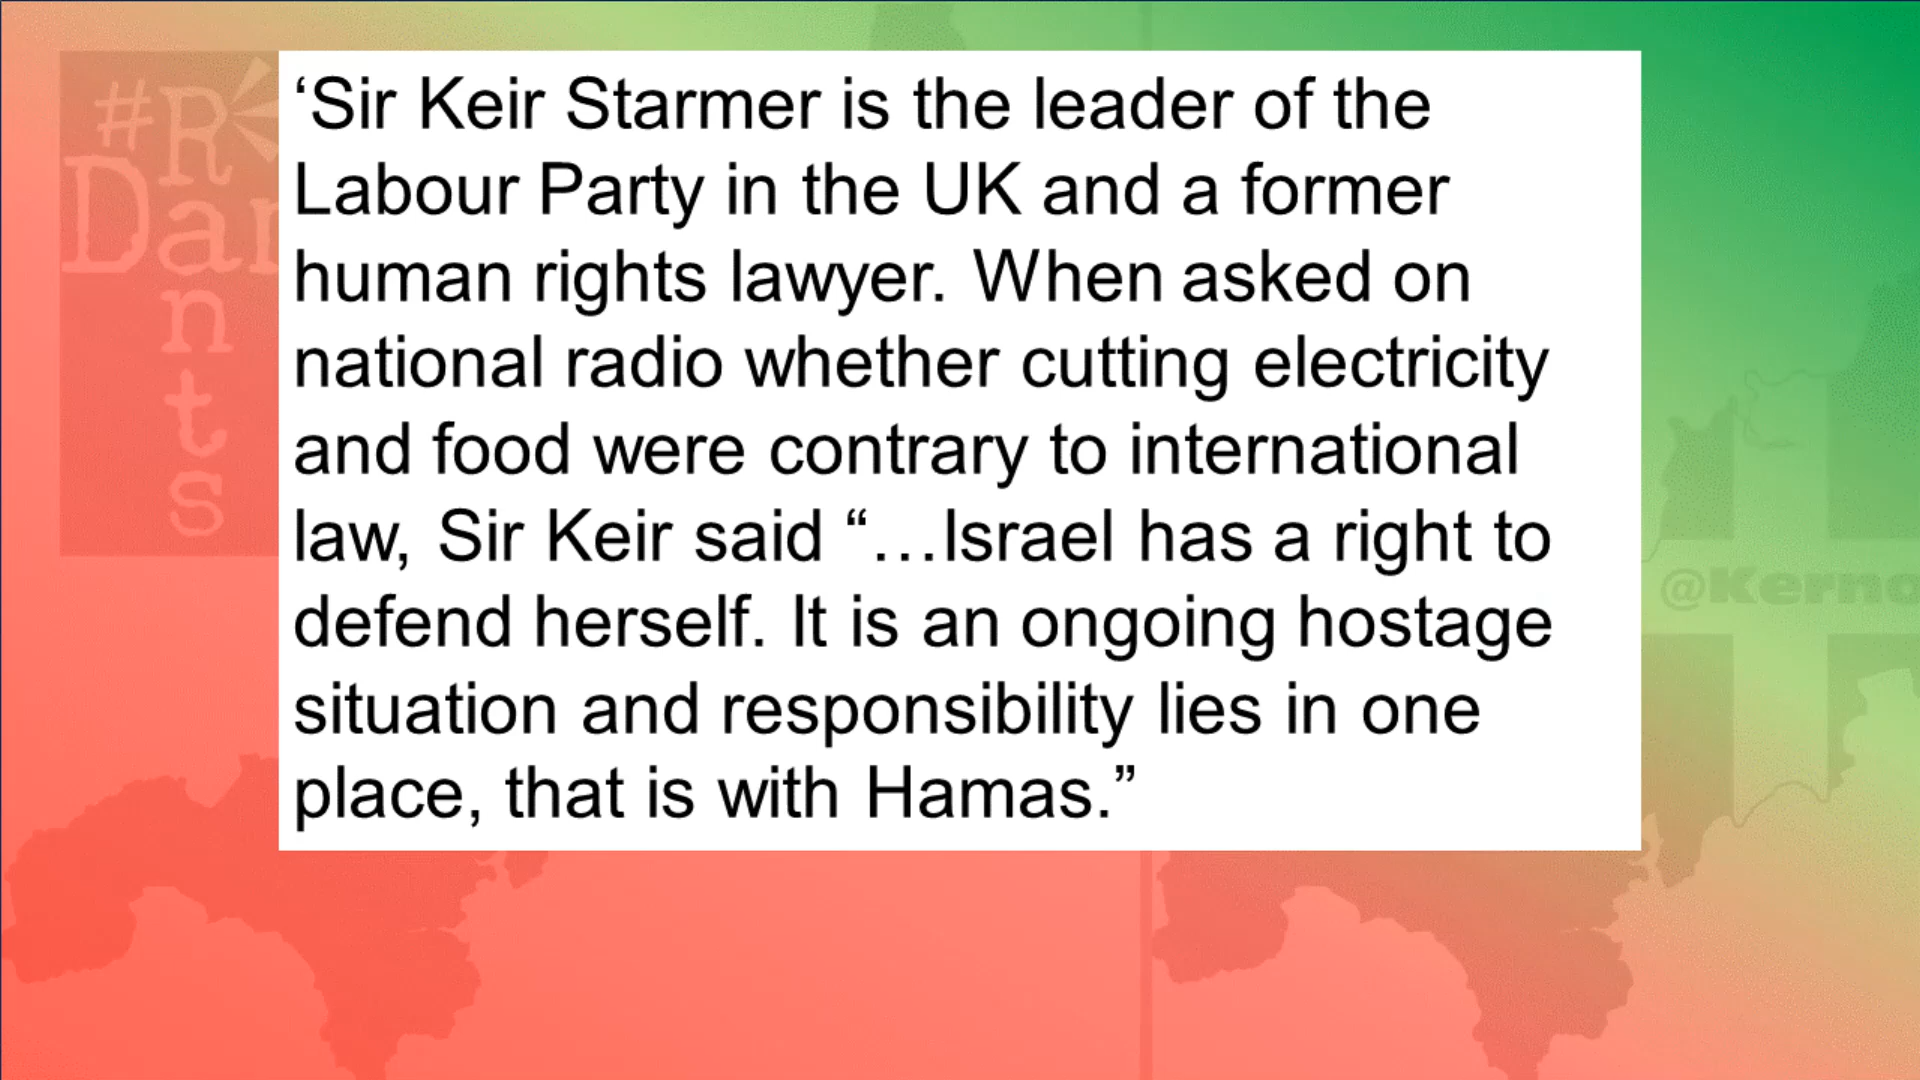 #R
Dan
n
t
s
‘Sir Keir Starmer is the leader of the
Labour Party in the UK and a former
human rights lawyer. When asked on
national radio whether cutting electricity
and food were contrary to international
law, Sir Keir said “…Israel has a right to
defend herself. It is an ongoing hostage
situation and responsibility lies in one
place, that is with Hamas.”
@Kerno